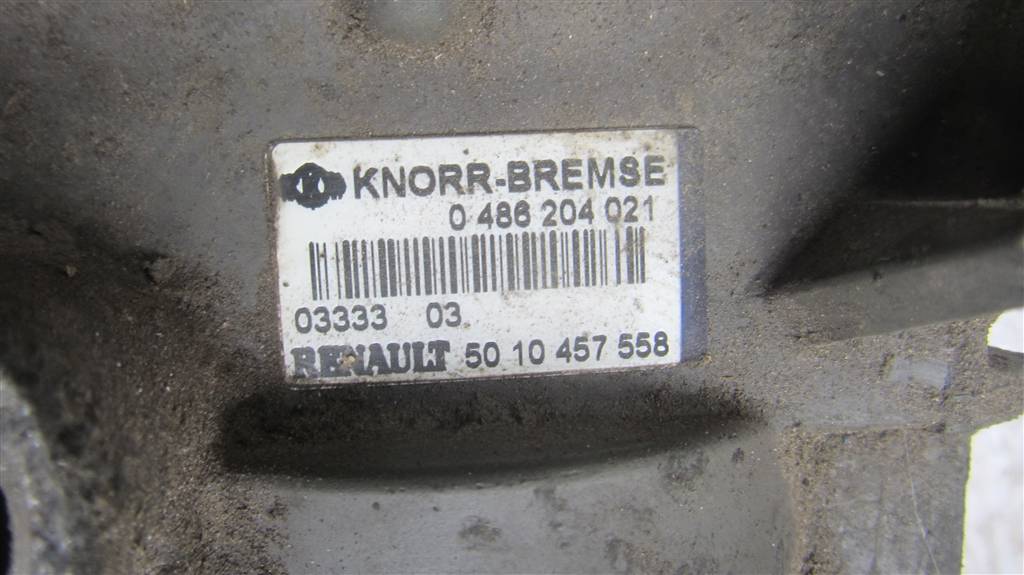 KNORR-BREMSE
0 486 204 021
03333 03
RENAULT 50 10 457 558